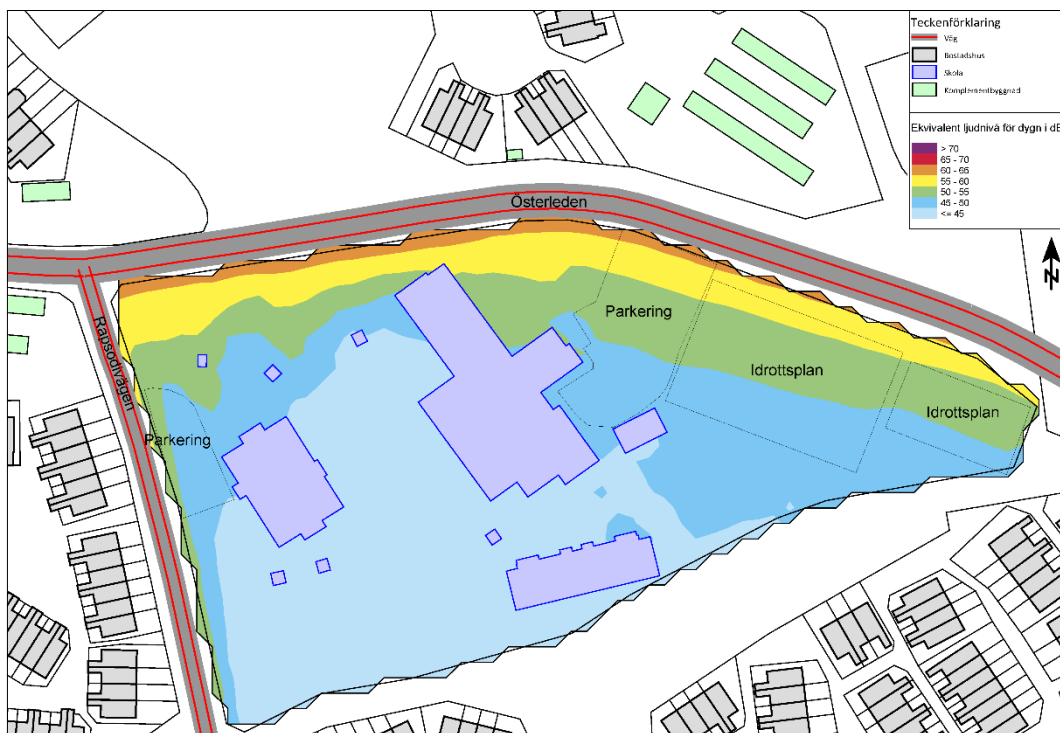 Teckenförklaring
Väg
Bostadshus
Skola
Komplementbyggnad
Ekvivalent ljudnivå för dygn i dB
> 70
65 - 70
60 - 65
55 - 60
50 - 55
45 - 50
<= 45
N
Österleden
Rapsodivägen
Parkering
Idrottsplan
Idrottsplan
Parkering